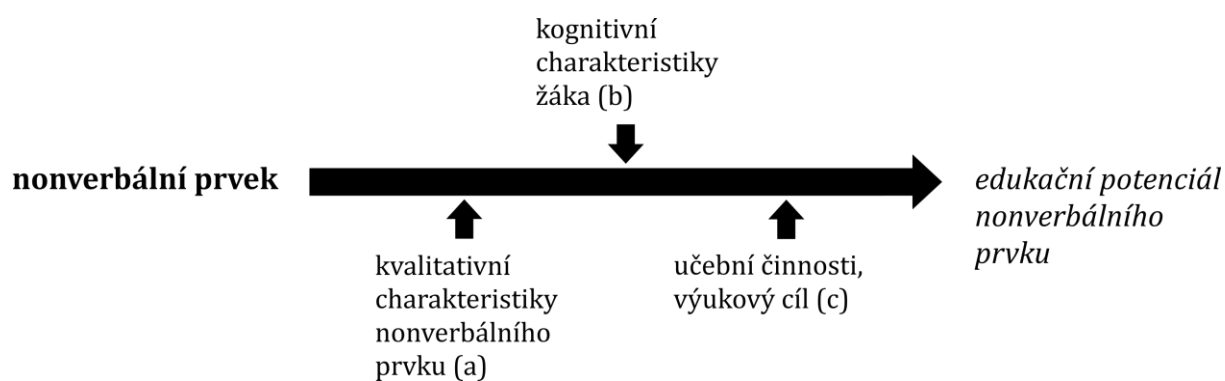 kognitivní
charakteristiky
žáka (b)
nonverbální prvek
edukační potenciál
nonverbálního
prvku
kvalitativní
charakteristiky
nonverbálního
prvku (a)
učební činnosti,
výukový cíl (c)